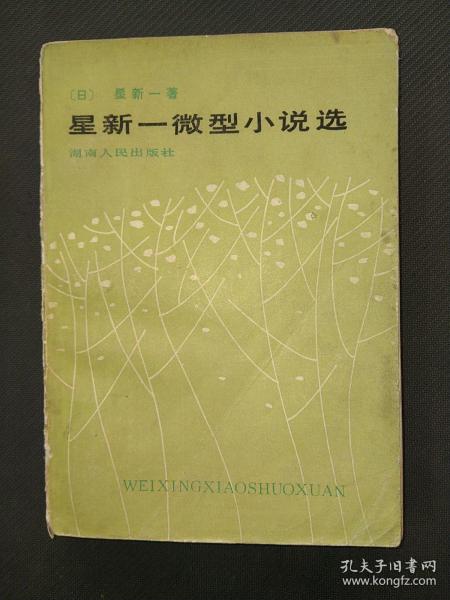 〔日〕 星新一著
星新一微型小说选
湖南人民出版社
WEIXINGXIAOSHUOXUAN
孔夫子旧书网
www.kongfz.com